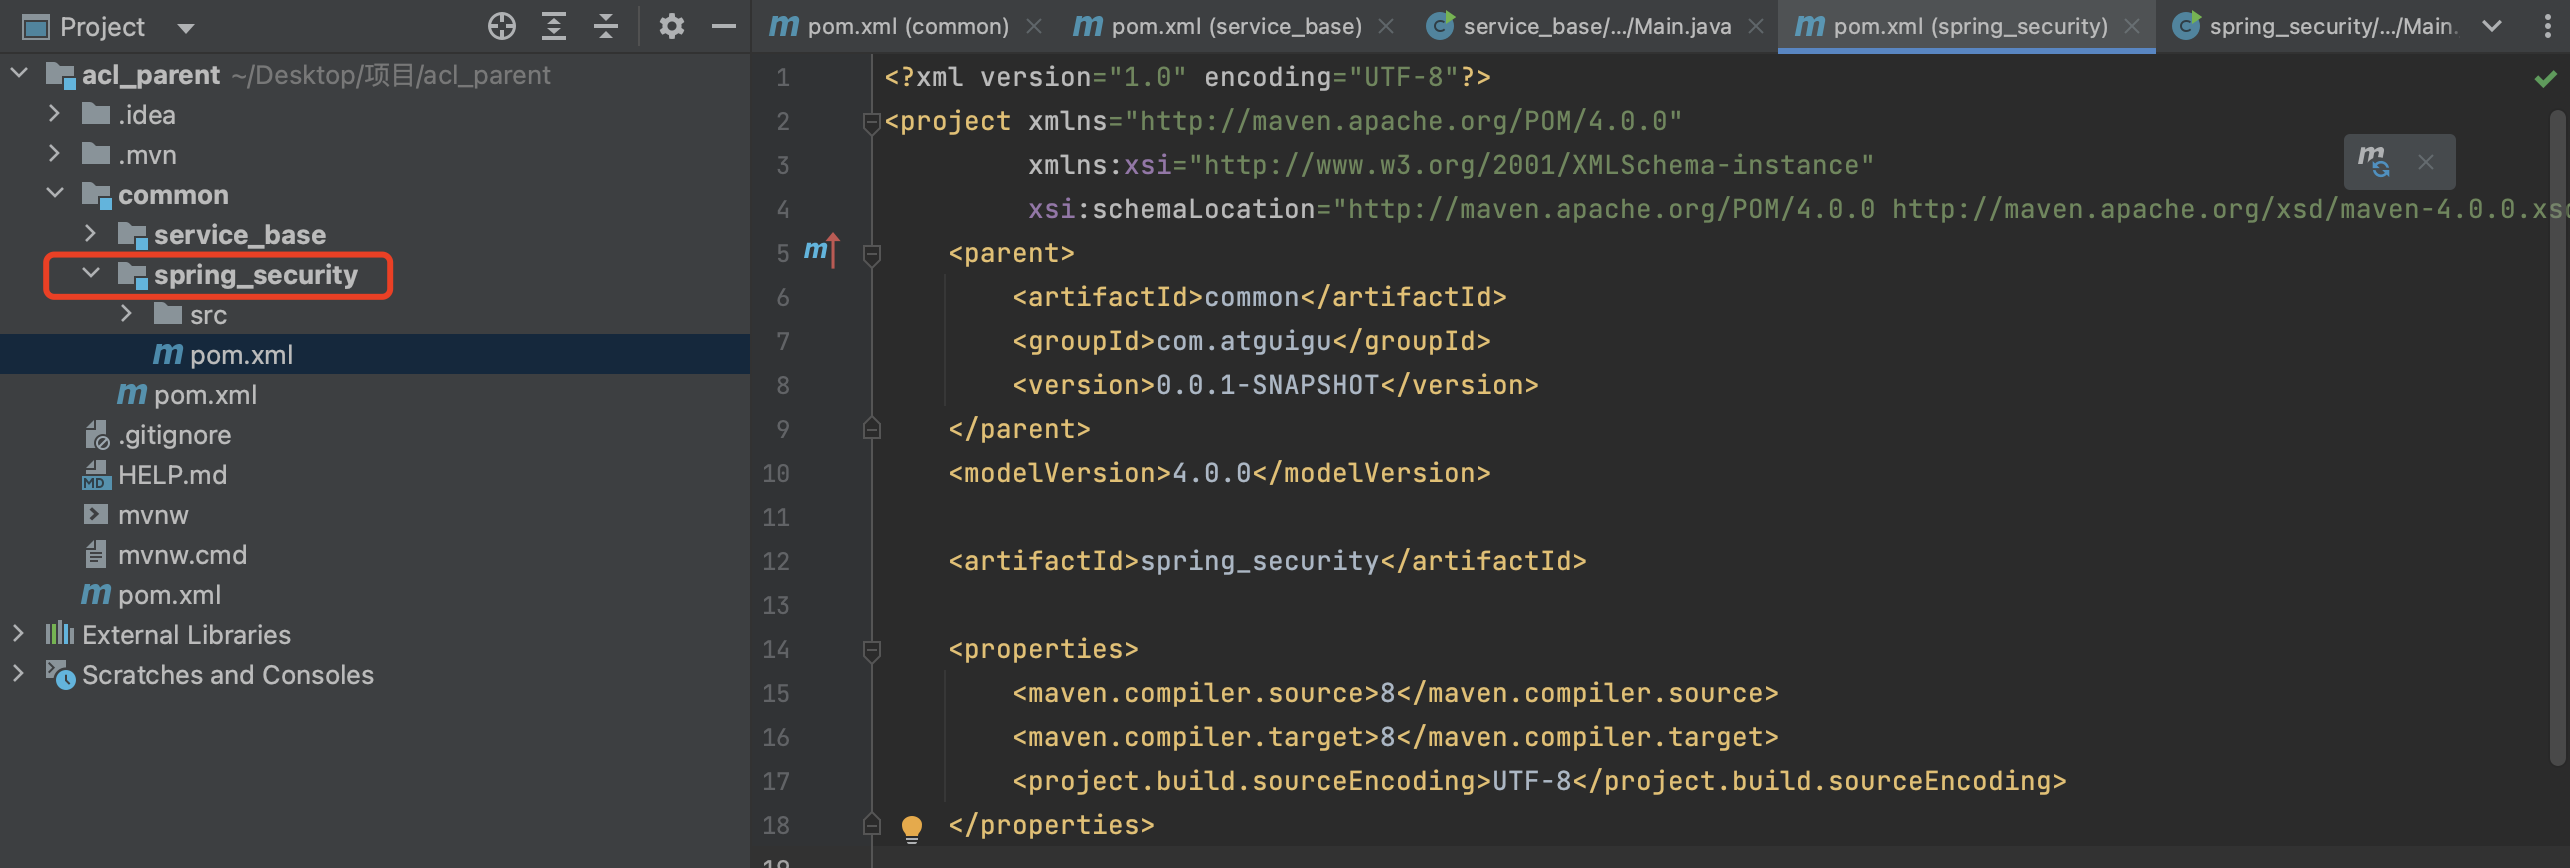 Project
acl_parent ~/Desktop/项目/acl_parent
.idea
.mvn
common
service_base
spring_security
src
pom.xml
pom.xml
.gitignore
HELP.md
mvnw
mvnw.cmd
pom.xml
External Libraries
Scratches and Consoles
pom.xml (common) pom.xml (service_base) service_base/.../Main.java pom.xml (spring_security) spring_security/.../Main.
1 <?xml version="1.0" encoding="UTF-8"?>
2 <project xmlns="http://maven.apache.org/POM/4.0.0"
3 xmlns:xsi="http://www.w3.org/2001/XMLSchema-instance"
4 xsi:schemaLocation="http://maven.apache.org/POM/4.0.0 http://maven.apache.org/xsd/maven-4.0.0.xsd
5 <parent>
6 <artifactId>common</artifactId>
7 <groupId>com.atguigu</groupId>
8 <version>0.0.1-SNAPSHOT</version>
9 </parent>
10 <modelVersion>4.0.0</modelVersion>
11
12 <artifactId>spring_security</artifactId>
13
14 <properties>
15 <maven.compiler.source>8</maven.compiler.source>
16 <maven.compiler.target>8</maven.compiler.target>
17 <project.build.sourceEncoding>UTF-8</project.build.sourceEncoding>
18 </properties>
19